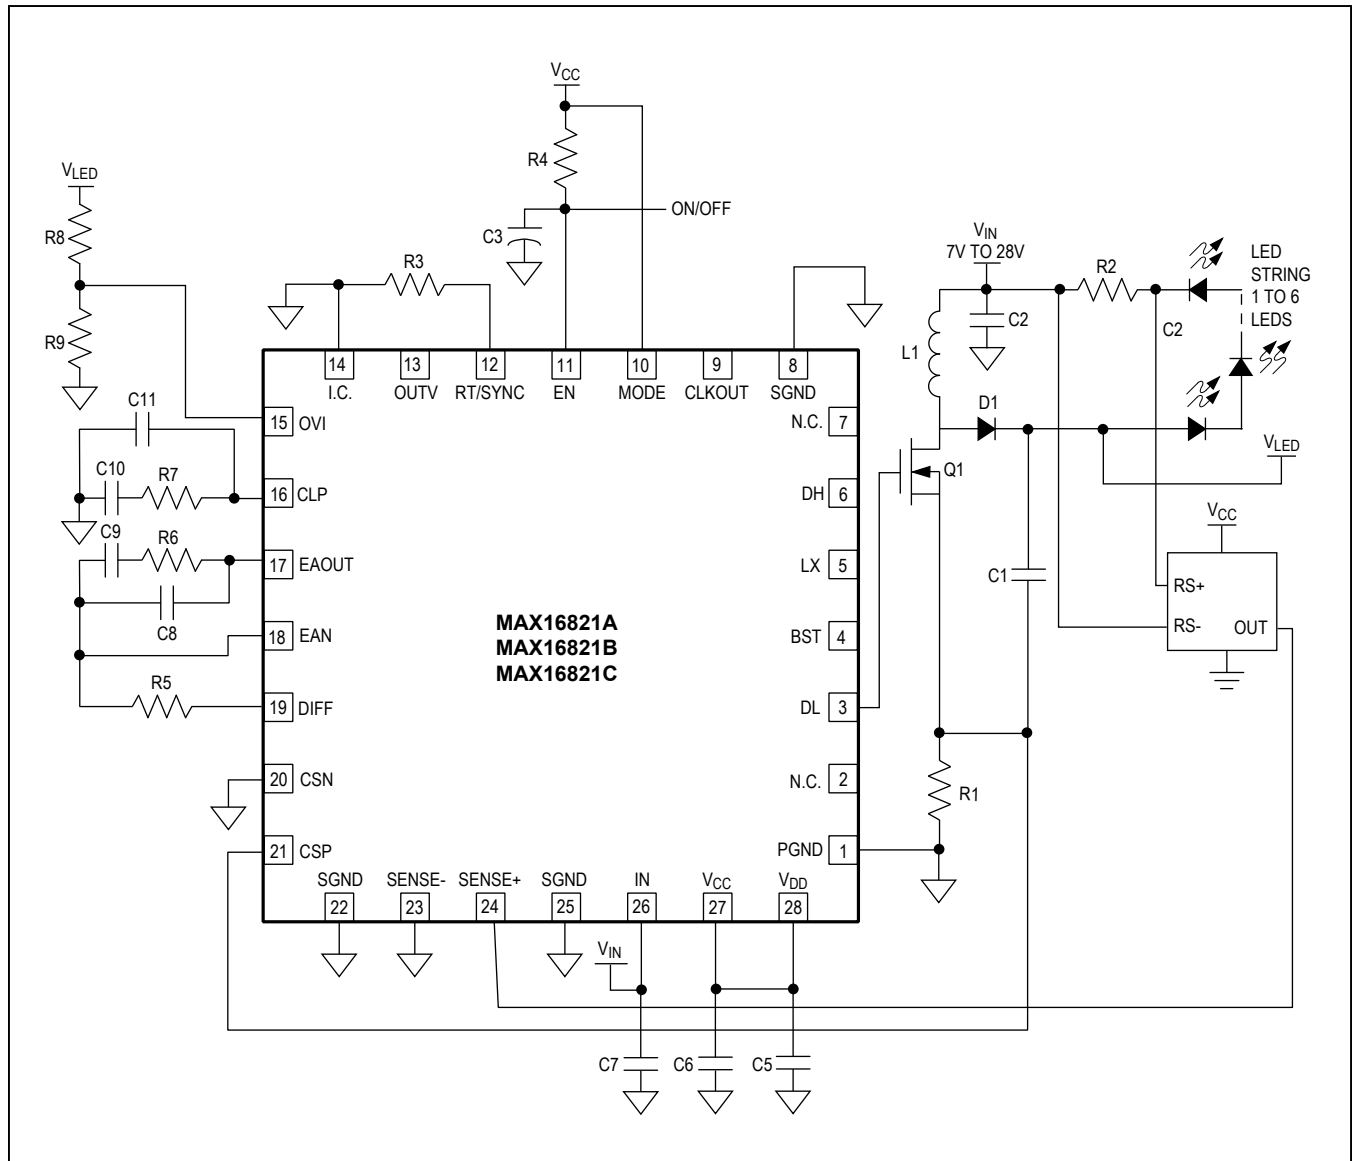 VCC
R4
ON/OFF
C3
VLED
R8
R9
R3
VIN
7V TO 28V
R2
LED
STRING
1 TO 6
LEDS
C2
C2
L1
D1
Q1
VLED
VCC
C1
RS+
RS-
OUT
R1
14
13
12
11
10
9
8
I.C.
OUTV
RT/SYNC
EN
MODE
CLKOUT
SGND
C11
15 OVI
C10
R7
16 CLP
C9
R6
17 EAOUT
C8
18 EAN
R5
19 DIFF
20 CSN
21 CSP
MAX16821A
MAX16821B
MAX16821C
N.C. 7
DH 6
LX 5
BST 4
DL 3
N.C. 2
PGND 1
SGND
SENSE-
SENSE+
SGND
IN
VCC
VDD
22
23
24
25
26
27
28
VIN
C7
C6
C5